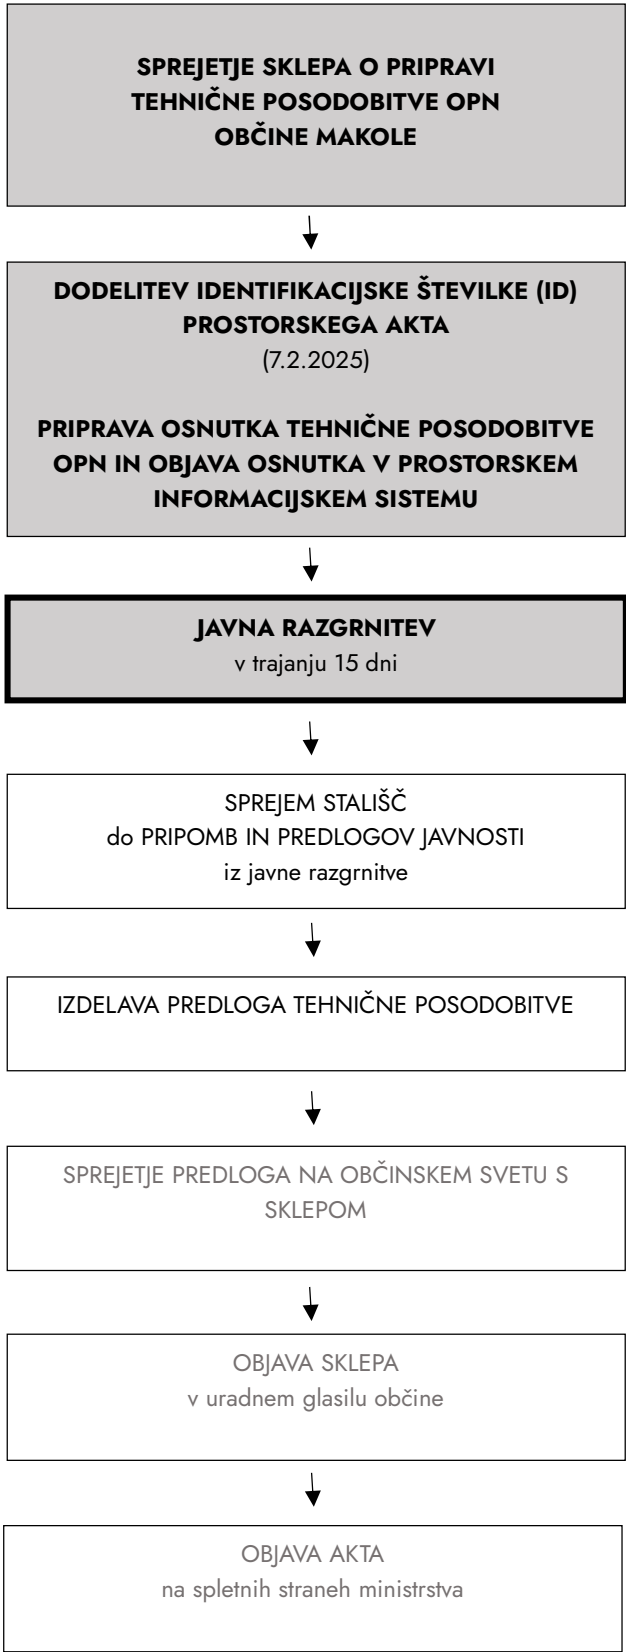 SPREJETJE SKLEPA O PRIPRAVI
TEHNIČNE POSODOBITVE OPN
OBČINE MAKOLE
DODELITEV IDENTIFIKACIJSKE ŠTEVILKE (ID)
PROSTORSKEGA AKTA
(7.2.2025)
PRIPRAVA OSNUTKA TEHNIČNE POSODOBITVE
OPN IN OBJAVA OSNUTKA V PROSTORSKEM
INFORMACIJSKEM SISTEMU
JAVNA RAZGRNITEV
v trajanju 15 dni
SPREJEM STALIŠČ
do PRIPOMB IN PREDLOGOV JAVNOSTI
iz javne razgrnitve
IZDELAVA PREDLOGA TEHNIČNE POSODOBITVE
SPREJETJE PREDLOGA NA OBČINSKEM SVETU S
SKLEPOM
OBJAVA SKLEPA
v uradnem glasilu občine
OBJAVA AKTA
na spletnih straneh ministrstva